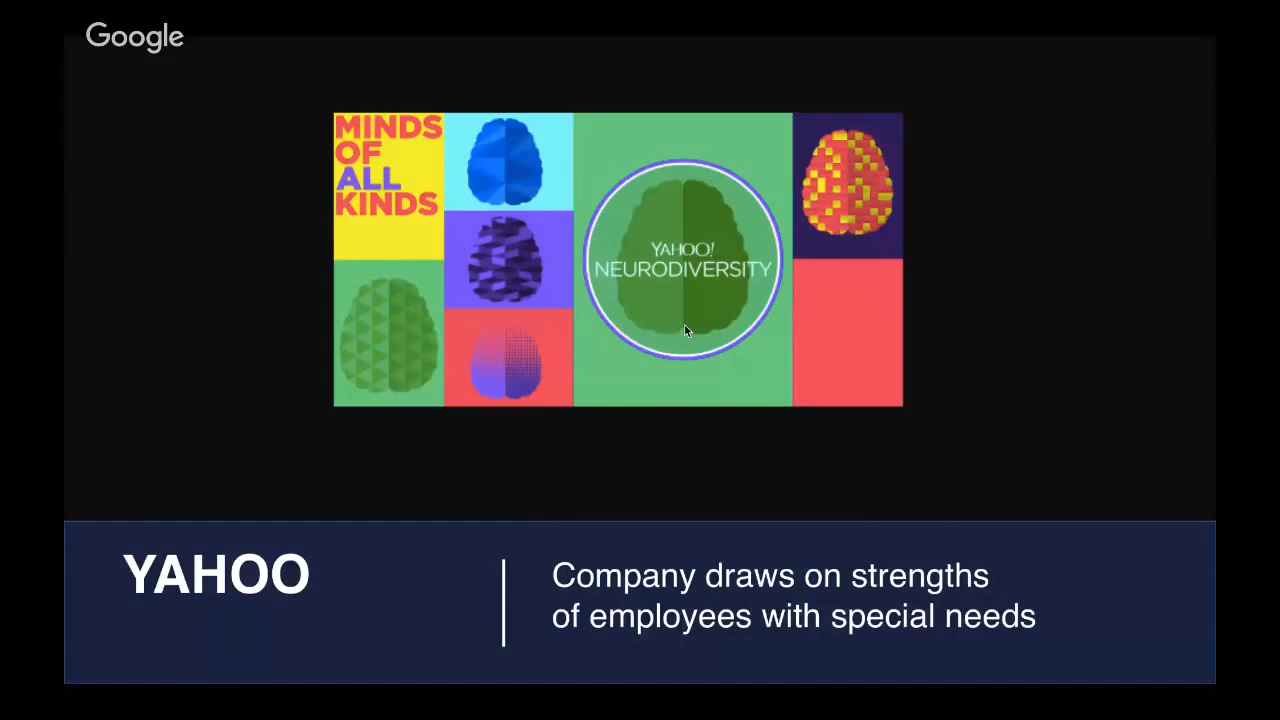 Google
MINDS
OF
ALL
KINDS
YAHOO!
NEURODIVERSITY
YAHOO
Company draws on strengths
of employees with special needs